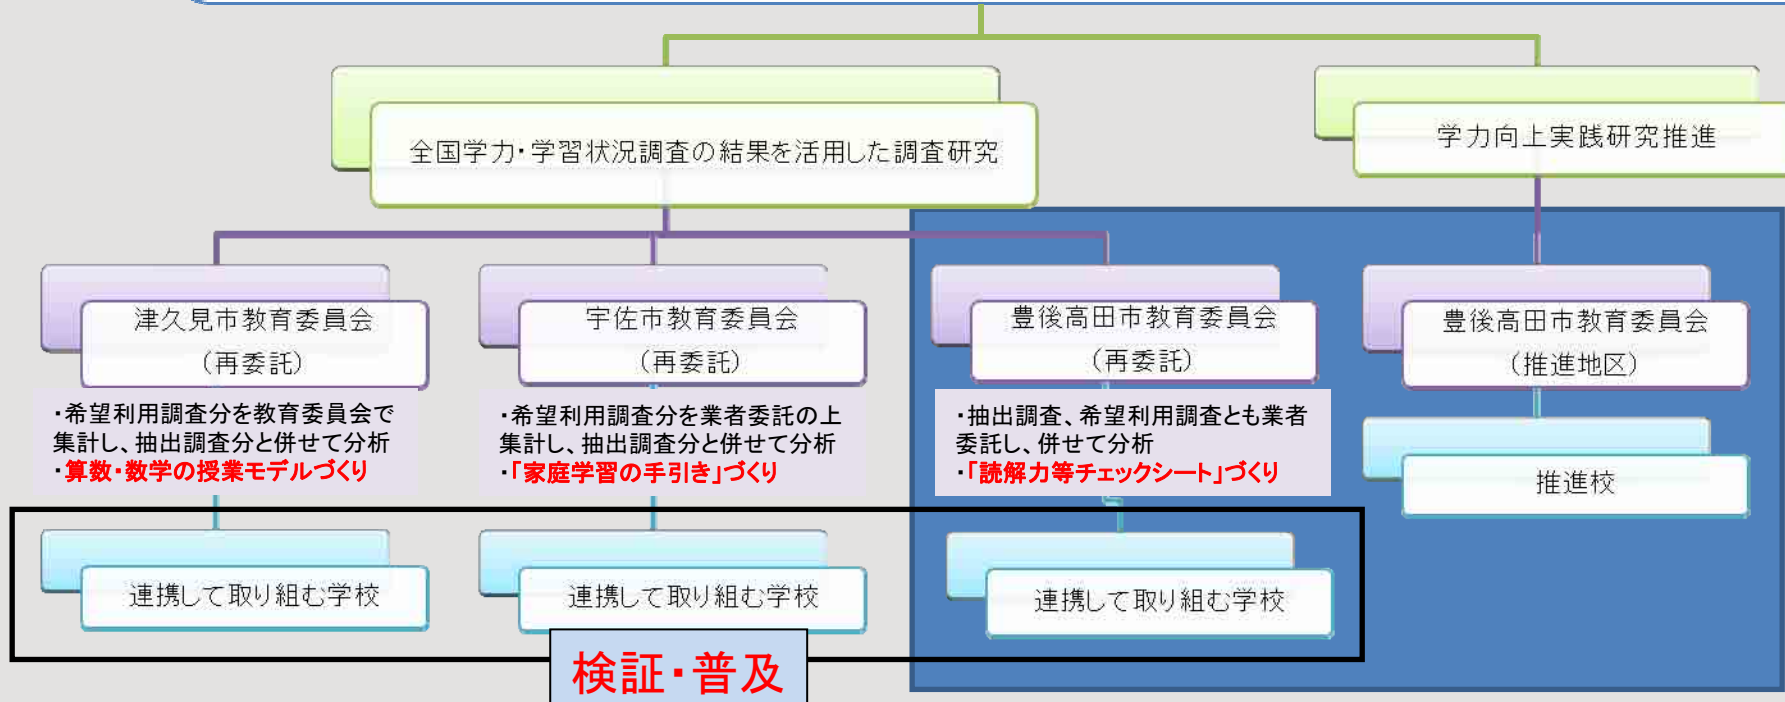 全国学力・学習状況調査の結果を活用した調査研究
学力向上実践研究推進
津久見市教育委員会
(再委託)
・希望利用調査分を教育委員会で
集計し、抽出調査分と併せて分析
・算数・数学の授業モデルづくり
連携して取り組む学校
宇佐市教育委員会
(再委託)
・希望利用調査分を業者委託の上
集計し、抽出調査分と併せて分析
・「家庭学習の手引き」づくり
連携して取り組む学校
豊後高田市教育委員会
(再委託)
・抽出調査、希望利用調査とも業者
委託し、併せて分析
・「読解力等チェックシート」づくり
連携して取り組む学校
豊後高田市教育委員会
(推進地区)
推進校
検証・普及